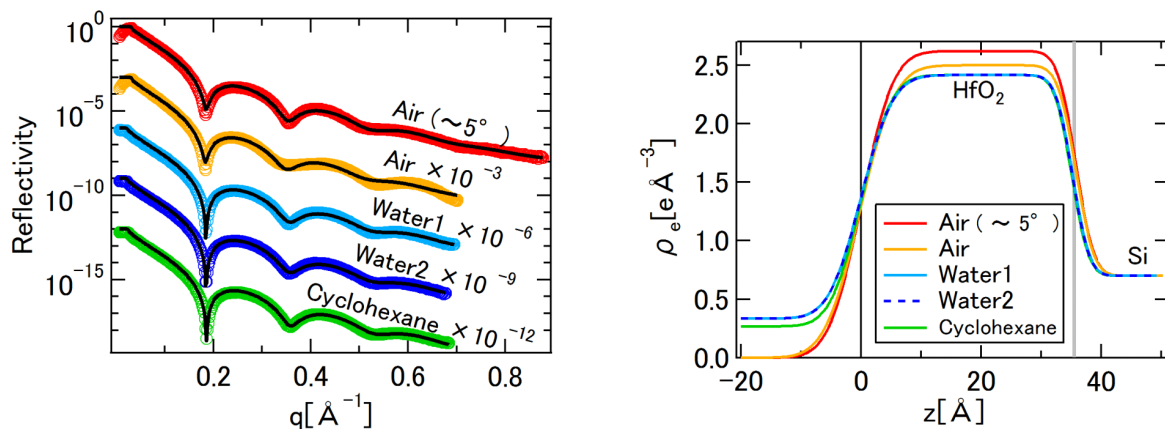 Reflectivity
10⁰
10⁻⁵
10⁻¹⁰
10⁻¹⁵
Air (～5°)
Air ×10⁻³
Water1 ×10⁻⁶
Water2 ×10⁻⁹
Cyclohexane ×10⁻¹²
0.2 0.4 0.6 0.8
q[Å⁻¹]
ρe[eÅ⁻³]
2.5
2.0
1.5
1.0
0.5
0.0
HfO₂
Si
Air (～5°)
Air
Water1
Water2
Cyclohexane
−20 0 20 40
z[Å]